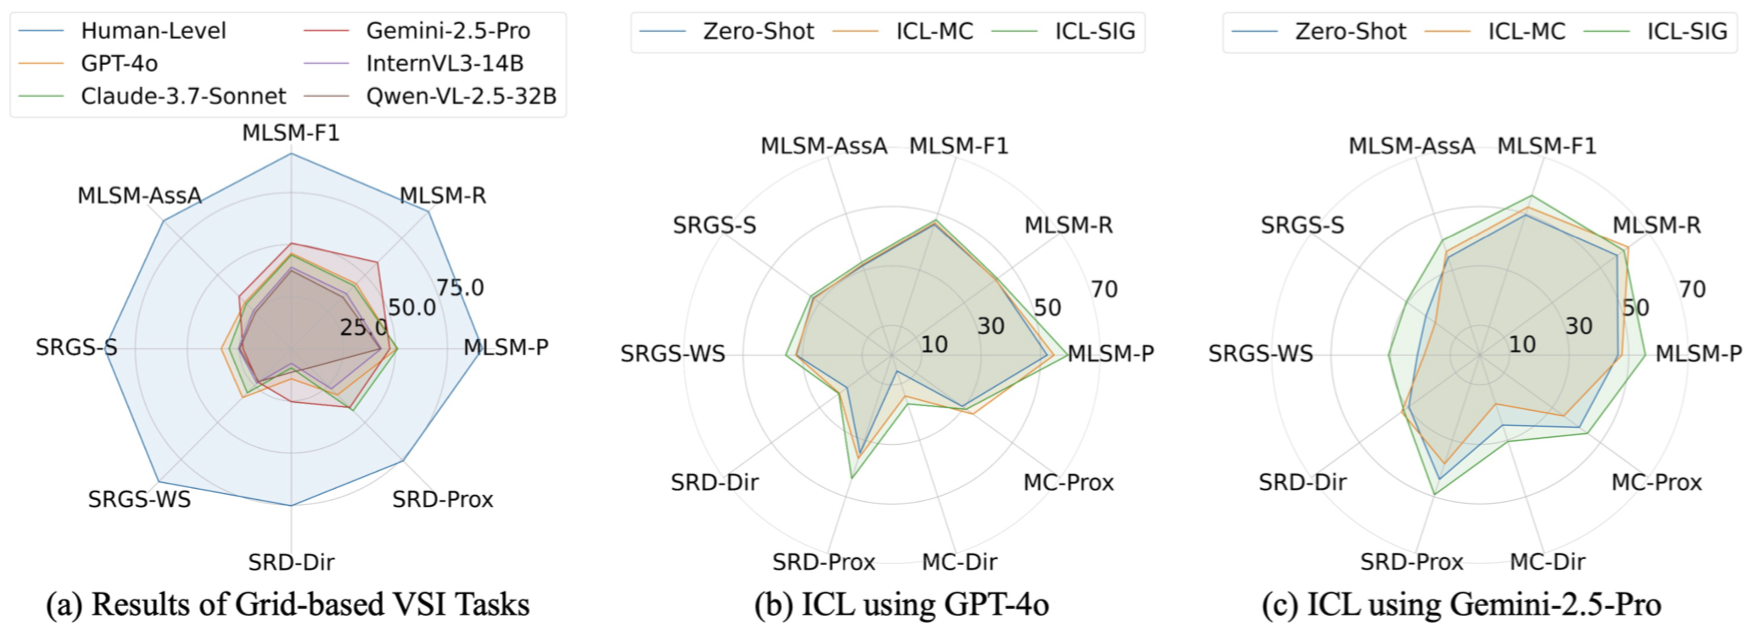 Human-Level
GPT-4o
Claude-3.7-Sonnet
Gemini-2.5-Pro
InternVL3-14B
Qwen-VL-2.5-32B
MLSM-F1
MLSM-AssA
MLSM-R
75.0
50.0
25.0
SRGS-S
MLSM-P
SRGS-WS
SRD-Prox
SRD-Dir
(a) Results of Grid-based VSI Tasks
Zero-Shot
ICL-MC
ICL-SIG
MLSM-AssA
MLSM-F1
SRGS-S
MLSM-R
70
50
30
10
SRGS-WS
MLSM-P
SRD-Dir
MC-Prox
SRD-Prox
MC-Dir
(b) ICL using GPT-4o
Zero-Shot
ICL-MC
ICL-SIG
MLSM-AssA
MLSM-F1
SRGS-S
MLSM-R
70
50
30
10
SRGS-WS
MLSM-P
SRD-Dir
MC-Prox
SRD-Prox
MC-Dir
(c) ICL using Gemini-2.5-Pro